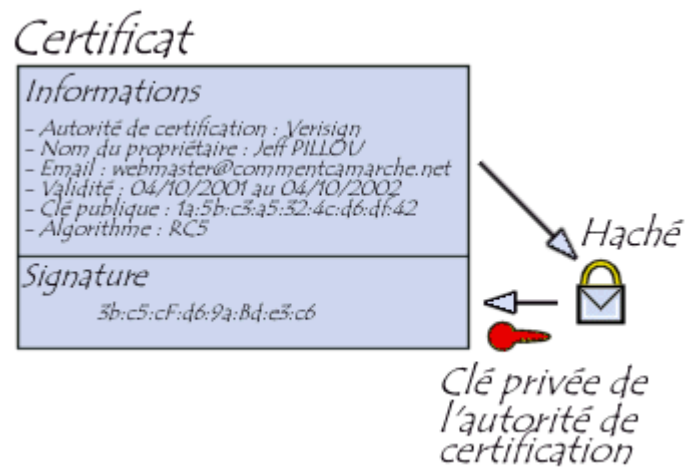 Certificat
Informations
- Autorité de certification : Verisign
- Nom du propriétaire : Jeff PILLOU
- Email : webmaster@commentcamarche.net
- Validité : 04/10/2001 au 04/10/2002
- Clé publique : 1a:5b:c3:a5:32:4c:d6:df:42
- Algorithme : RC5
Signature
3b:c5:cF:d6:9a:Bd:e3:c6
Haché
Clé privée de
l'autorité de
certification